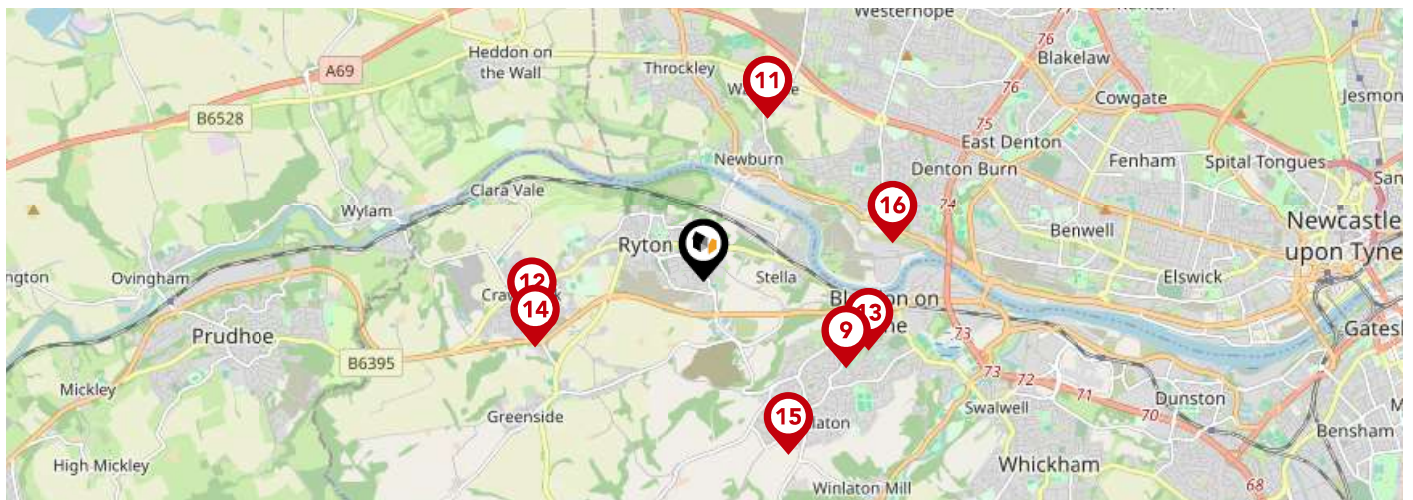 Westerhope
77
76
Blakelaw
Heddon on
the Wall
Throckley
A69
11
76
Cowgate
Jesmon
B6528
75
East Denton
Newburn
Fenham
Spital Tongues
Denton Burn
Clara Vale
Wylam
16
74
Newcastle
upon Tyne
Benwell
Ryton
Ovingham
Stella
Elswick
12
14
13
9
Prudhoe
73
Gates
B6395
73
72
71
70
Mickley
Dunston
Greenside
15
Swalwell
Bensham
High Mickley
Whickham
Winlaton Mill
68